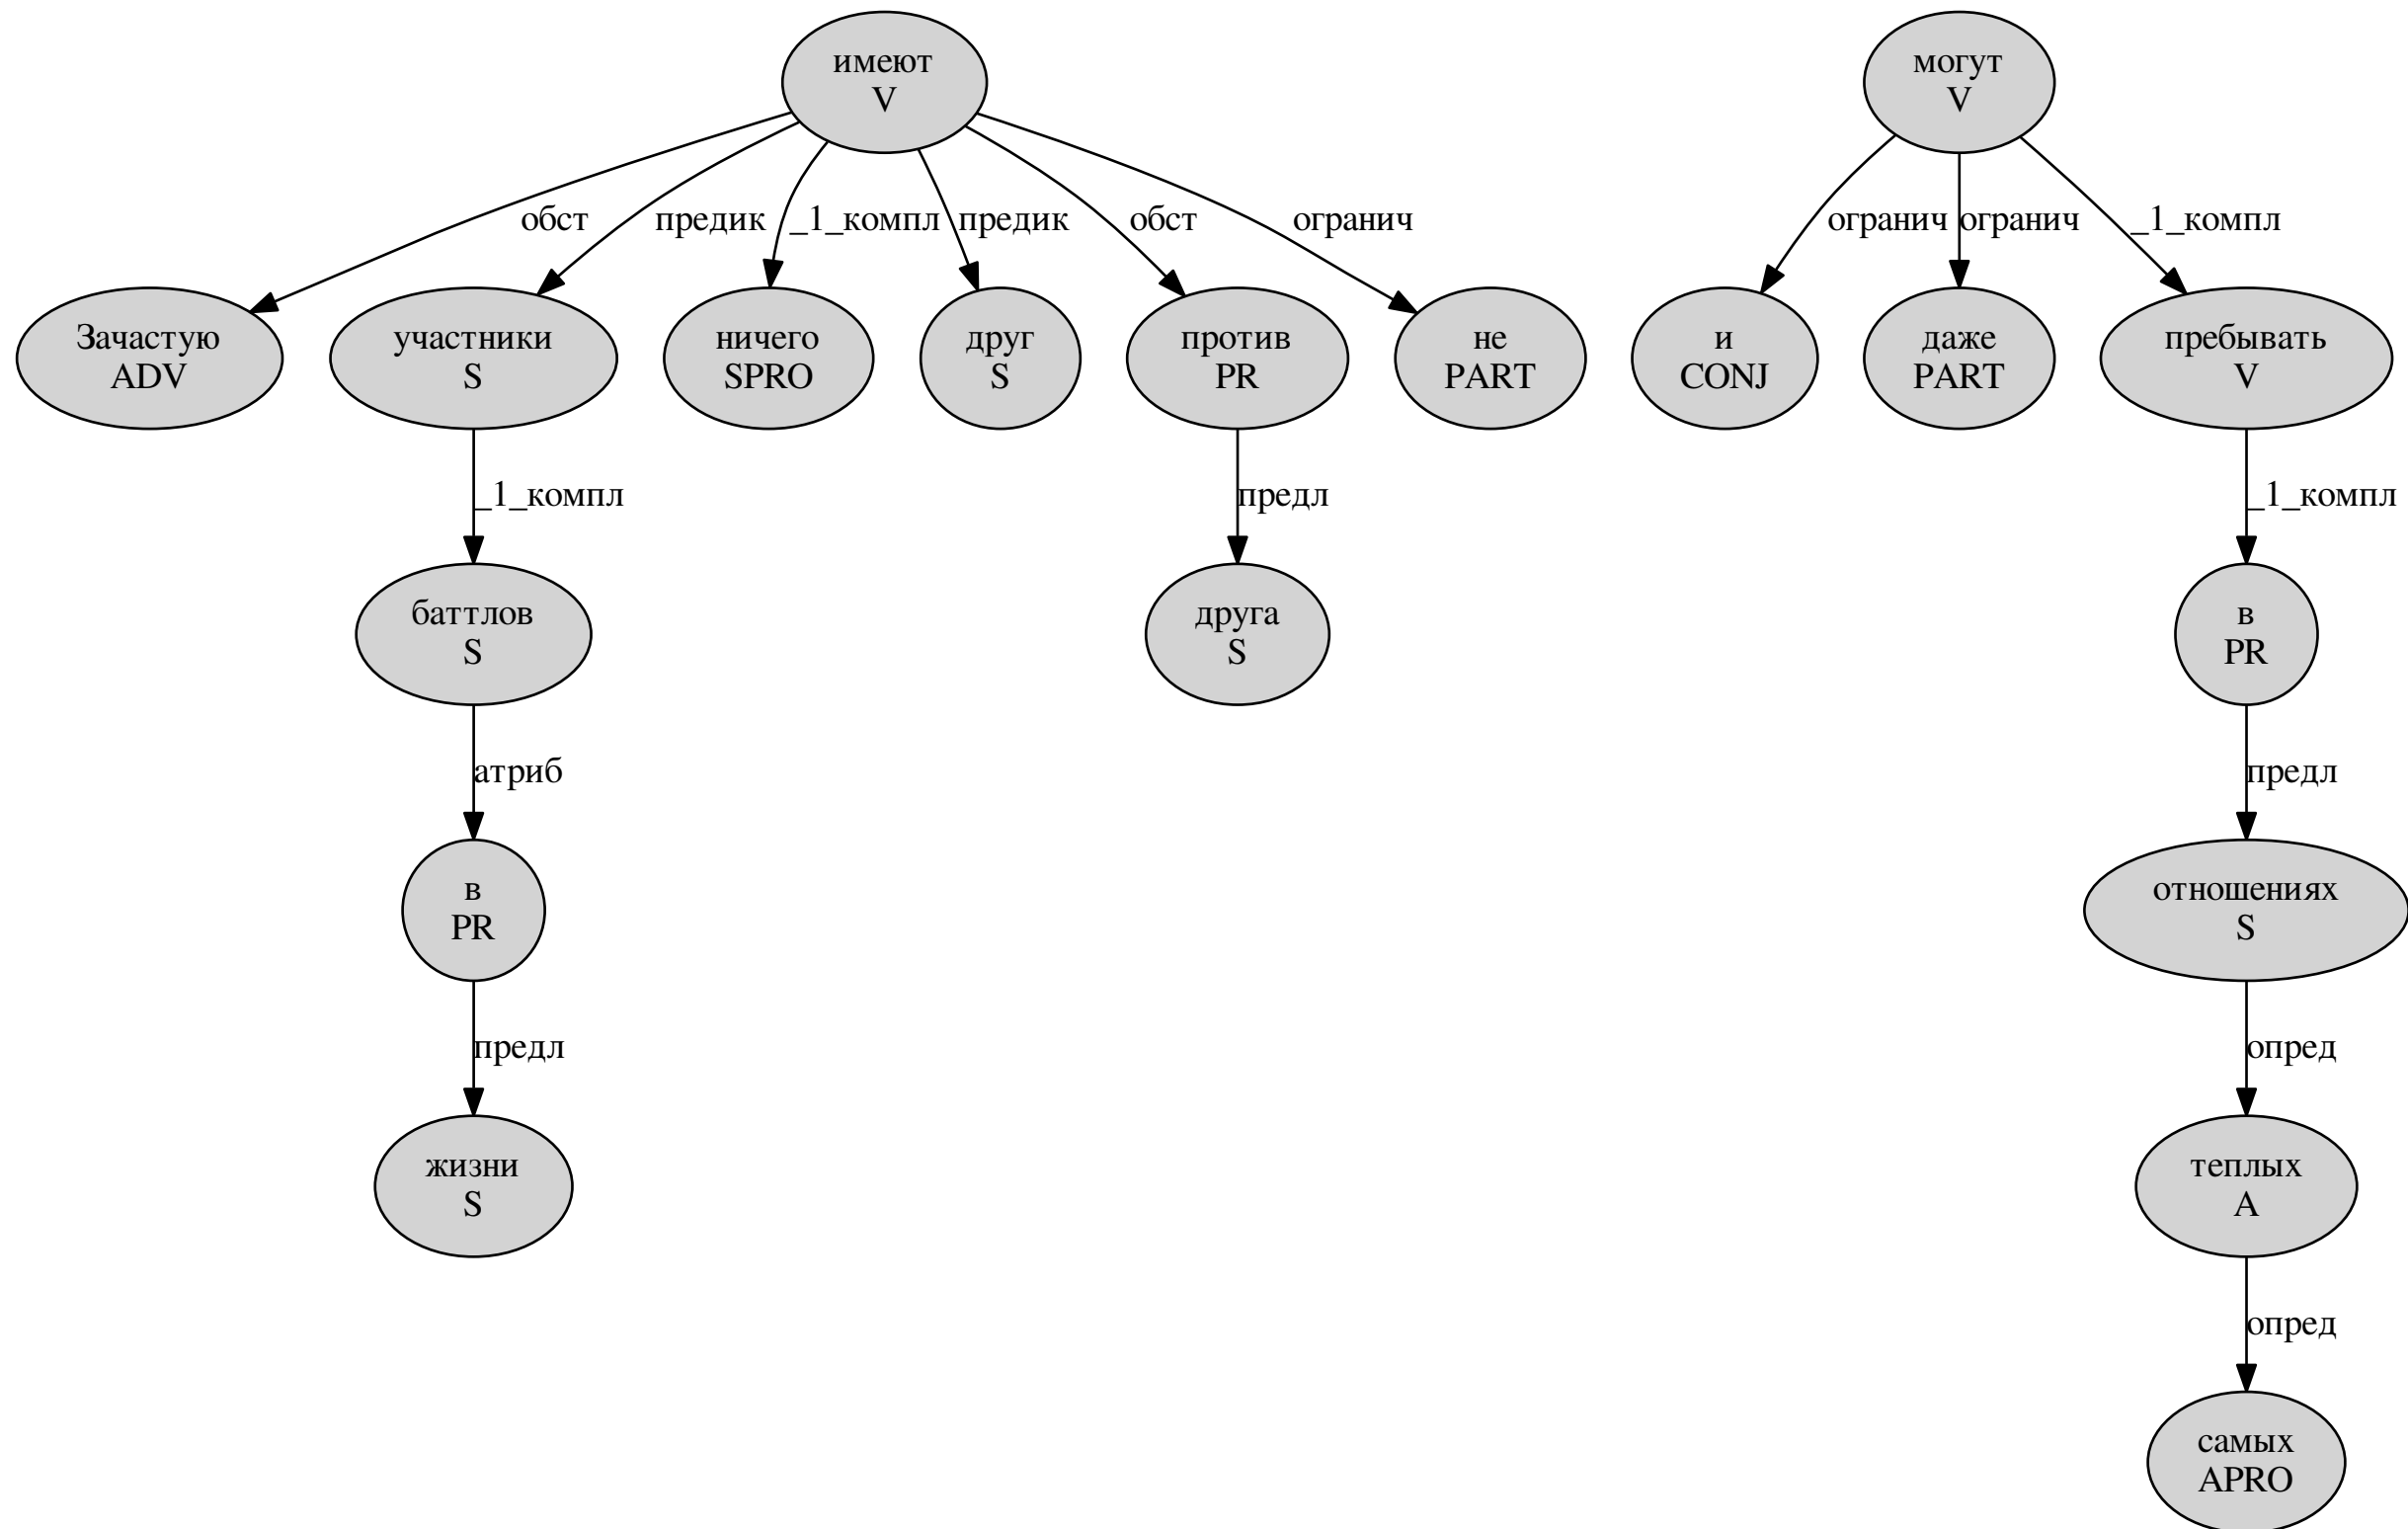 имеют
V
могут
V
обст
предик
_1_компл
предик
обст
огранич
огранич
огранич
_1_компл
Зачастую
ADV
участники
S
ничего
SPRO
друг
S
против
PR
не
PART
и
CONJ
даже
PART
пребывать
V
_1_компл
предл
_1_компл
баттлов
S
друга
S
в
PR
атриб
предл
в
PR
отношениях
S
предл
опред
жизни
S
теплых
A
опред
самых
APRO